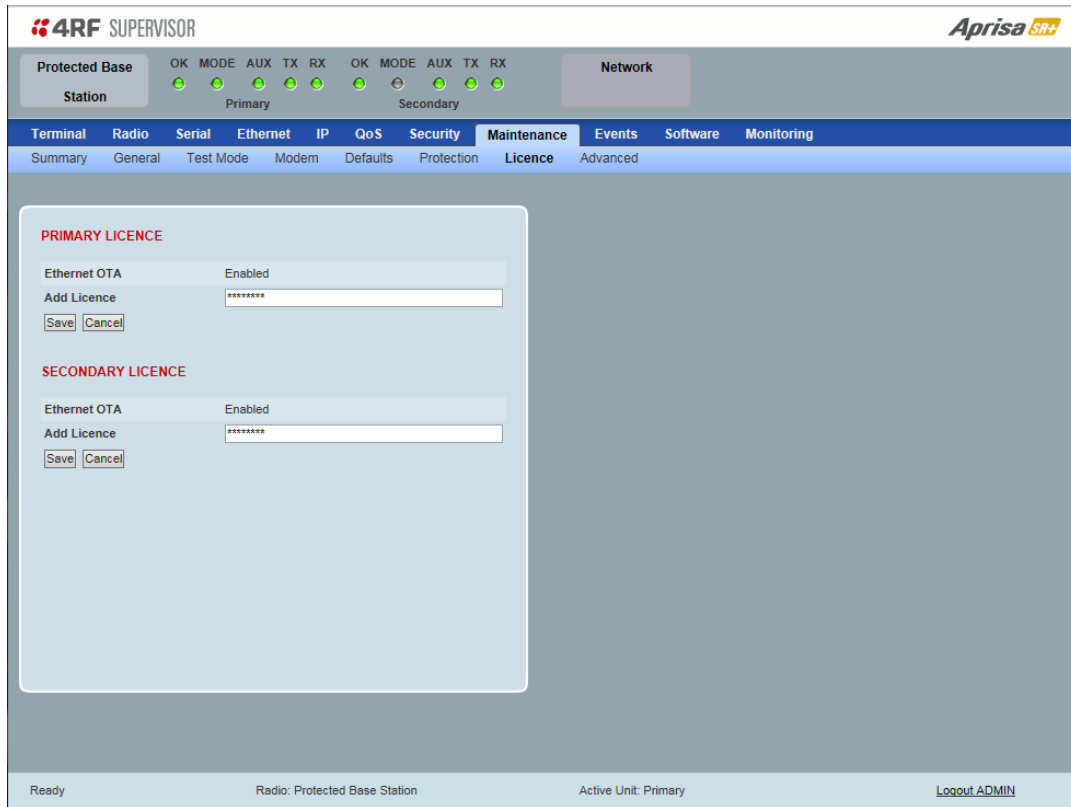 4RF SUPERVISOR
Aprisa SR+
Protected Base Station
OK MODE AUX TX RX
Primary
OK MODE AUX TX RX
Secondary
Network
Terminal Radio Serial Ethernet IP QoS Security Maintenance Events Software Monitoring
Summary General Test Mode Modem Defaults Protection Licence Advanced
PRIMARY LICENCE
Ethernet OTA Enabled
Add Licence ********
Save Cancel
SECONDARY LICENCE
Ethernet OTA Enabled
Add Licence ********
Save Cancel
Ready Radio: Protected Base Station Active Unit: Primary Logout ADMIN